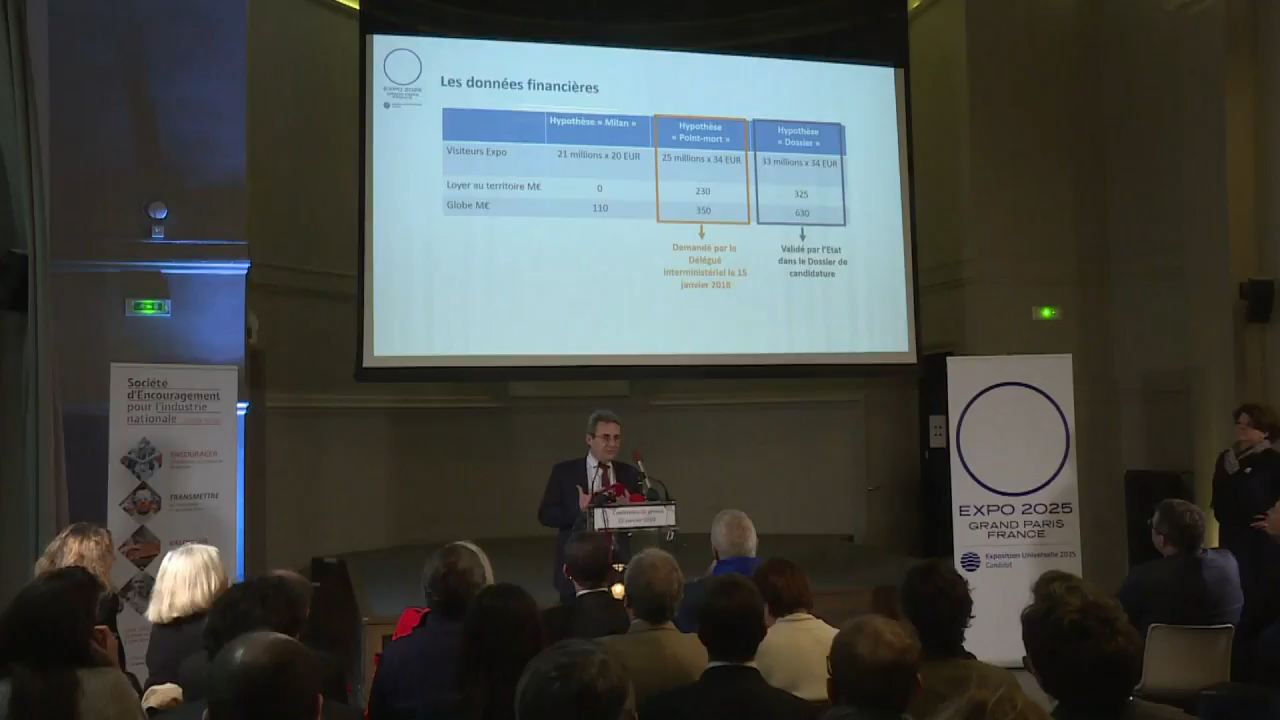 EXPO 2025
GRAND PARIS
FRANCE
Les données financières
Hypothèse « Milan »
Hypothèse
« Point-mort »
Hypothèse
« Dossier »
Visiteurs Expo
21 millions x 20 EUR
25 millions x 34 EUR
33 millions x 34 EUR
Loyer au territoire M€
0
230
325
Globe M€
110
350
630
Demandé par le
Délégué
interministériel le 15
janvier 2018
Validé par l'Etat
dans le Dossier de
candidature
Société
d'Encouragement
pour l'industrie
nationale
ENCOURAGER
TRANSMETTRE
EXPO 2025
GRAND PARIS
FRANCE
Exposition Universelle 2025
Candidat